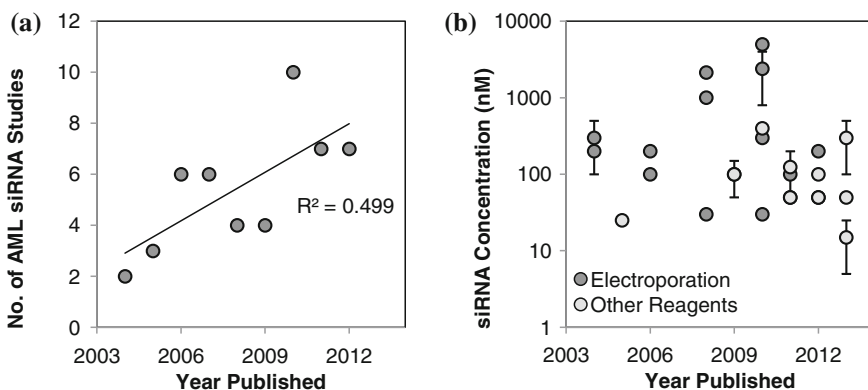 (a)
No. of AML siRNA Studies
12
10
8
6
4
2
0
R² = 0.499
2003
2006
2009
2012
Year Published
(b)
siRNA Concentration (nM)
10000
1000
100
10
1
Electroporation
Other Reagents
2003
2006
2009
2012
Year Published